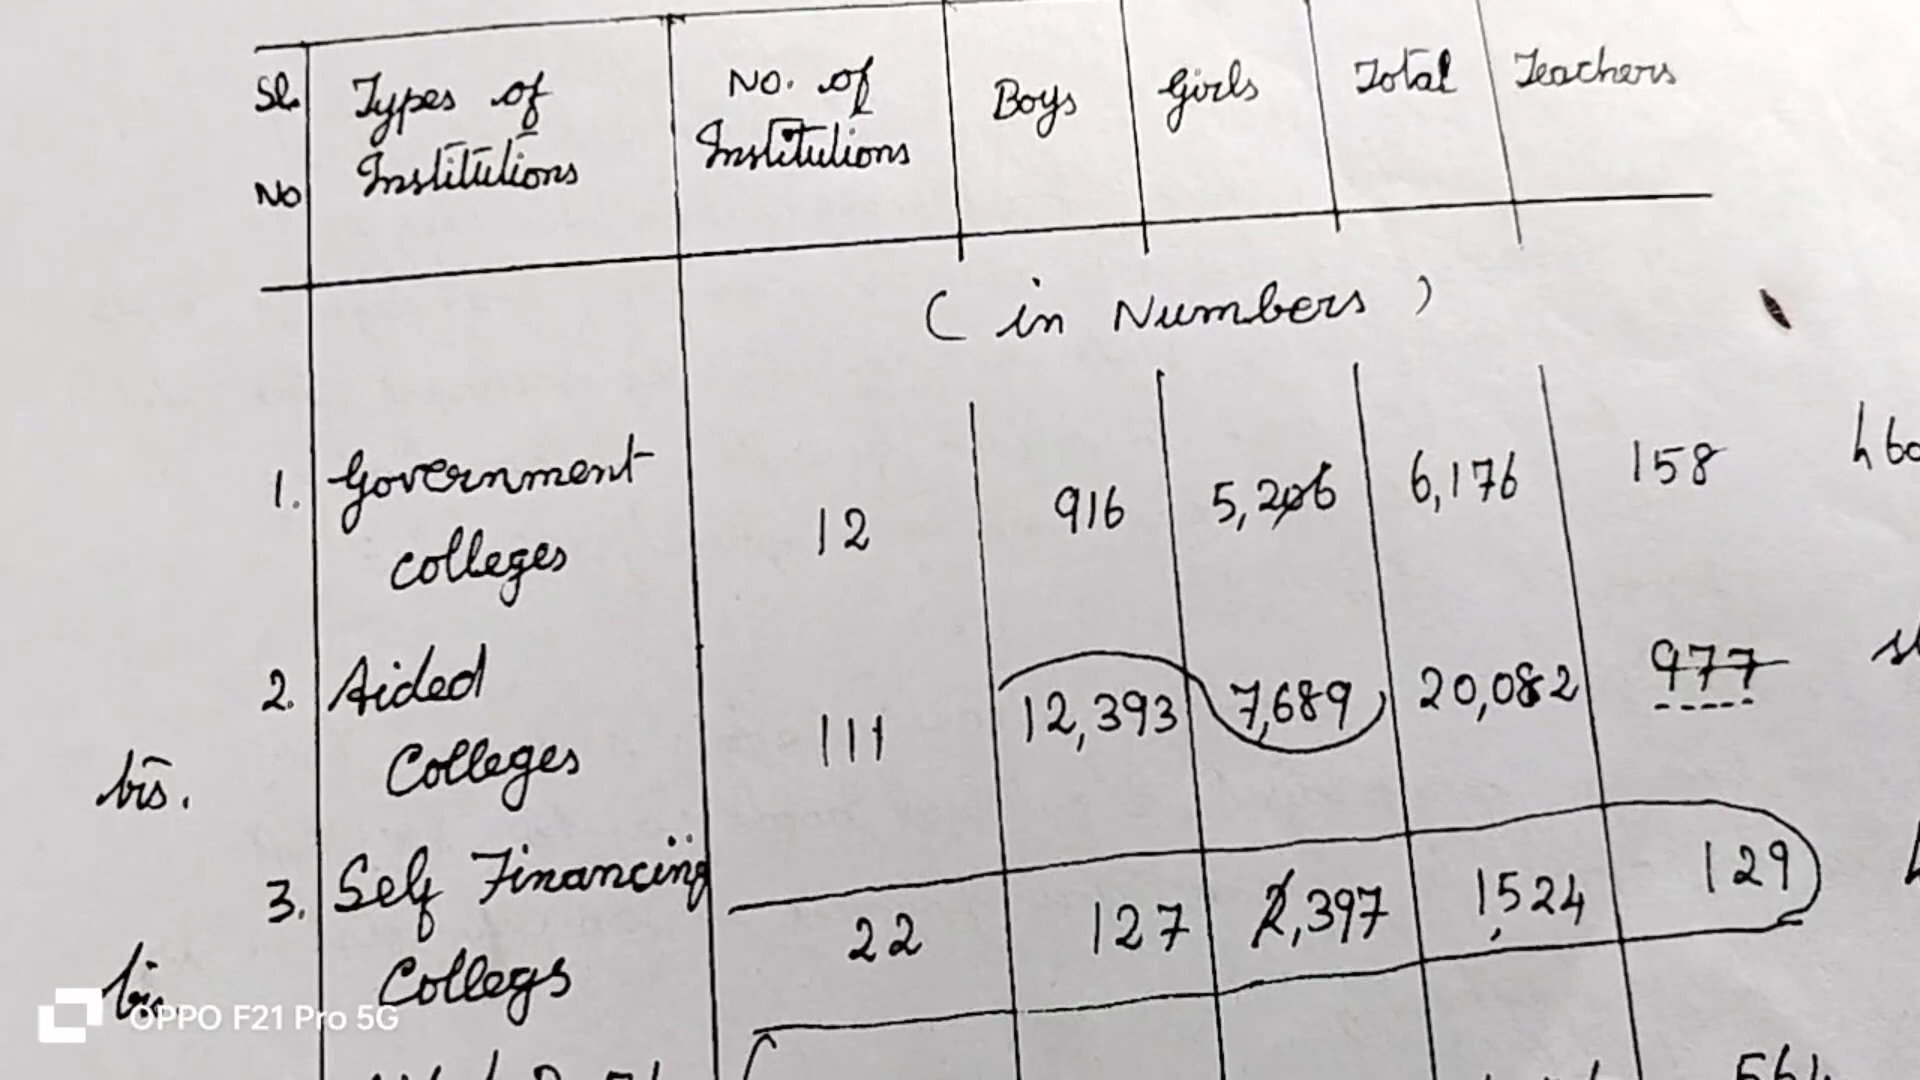 Sl. No
Types of Institutions
No. of Institutions
Boys
Girls
Total
Teachers
(in Numbers)
1. Government colleges 12 916 5,206 6,176 158
2. Aided Colleges 111 12,393 7,689 20,082 977
bis.
3. Self Financing Collegs 22 127 2,397 1524 129
OPPO F21 Pro 5G